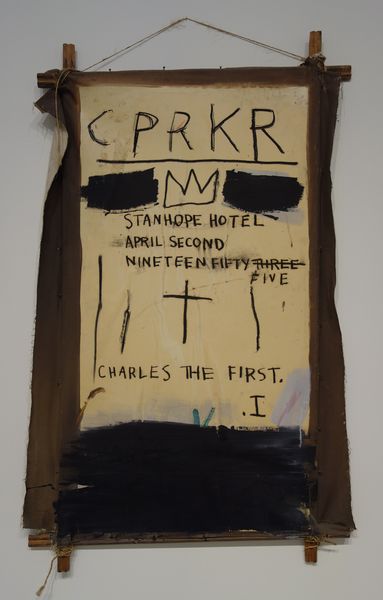 CPRKR
STANHOPE HOTEL
APRIL SECOND
NINETEEN FIFTY THREE
FIVE
CHARLES THE FIRST.
.I